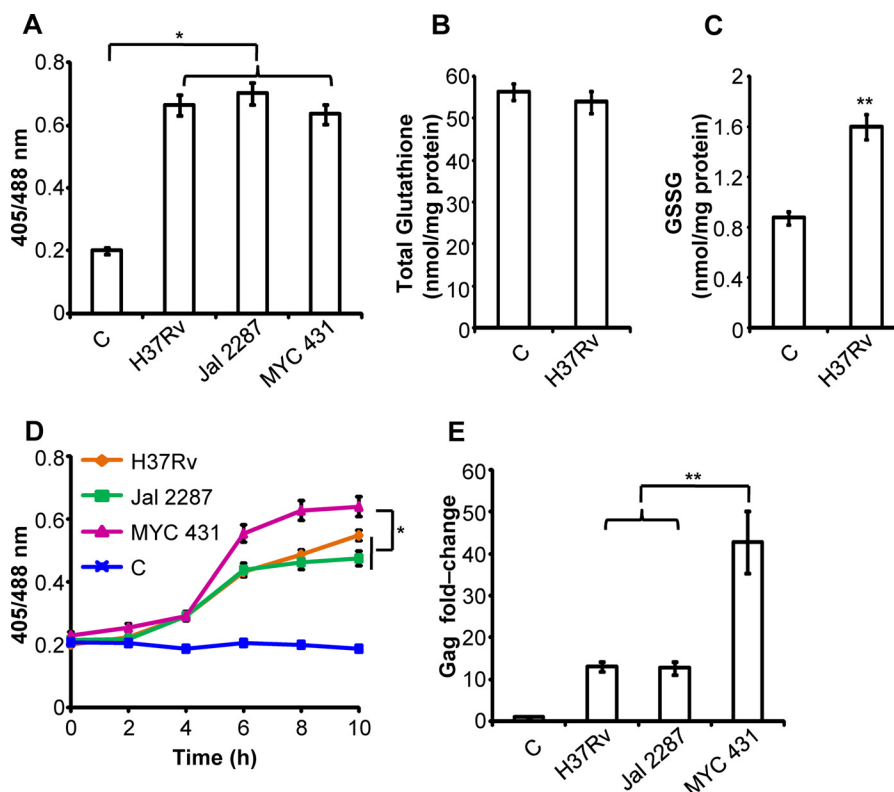 A
*
0.8
0.6
0.4
0.2
0
405/488 nm
C
H37Rv
Jal 2287
MYC 431
B
60
50
40
30
20
10
0
Total Glutathione
(nmol/mg protein)
C
H37Rv
C
**
2
1.6
1.2
0.8
0.4
0
GSSG
(nmol/mg protein)
C
H37Rv
D
H37Rv
Jal 2287
MYC 431
C
*
0.8
0.6
0.4
0.2
0
405/488 nm
0 2 4 6 8 10
Time (h)
E
**
60
50
40
30
20
10
0
Gag fold–change
C
H37Rv
Jal 2287
MYC 431